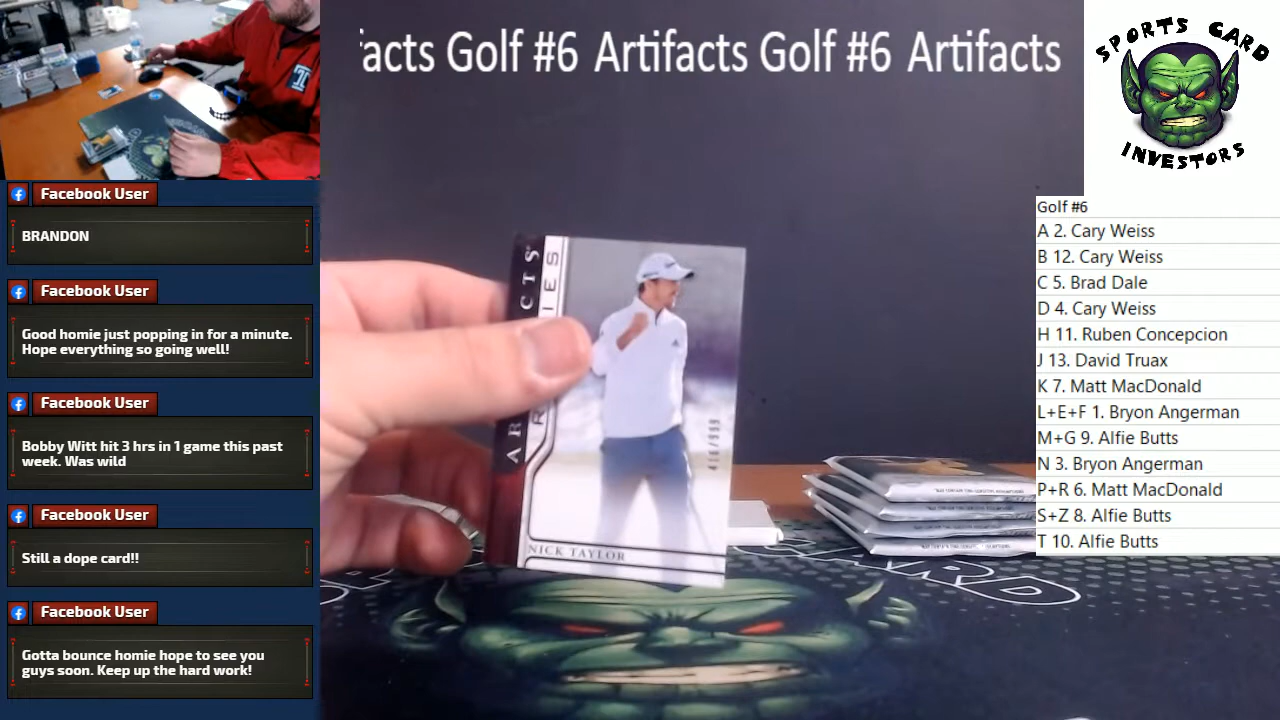 acts Golf #6 Artifacts Golf #6 Artifacts
SPORTS CARD
INVESTORS
Facebook User
BRANDON
Facebook User
Good homie just popping in for a minute.
Hope everything so going well!
Facebook User
Bobby Witt hit 3 hrs in 1 game this past
week. Was wild
Facebook User
Still a dope card!!
Facebook User
Gotta bounce homie hope to see you
guys soon. Keep up the hard work!
Golf #6
A 2. Cary Weiss
B 12. Cary Weiss
C 5. Brad Dale
D 4. Cary Weiss
H 11. Ruben Concepcion
J 13. David Truax
K 7. Matt MacDonald
L+E+F 1. Bryon Angerman
M+G 9. Alfie Butts
N 3. Bryon Angerman
P+R 6. Matt MacDonald
S+Z 8. Alfie Butts
T 10. Alfie Butts
AR CTS
R IES
NICK TAYLOR
T
ARD